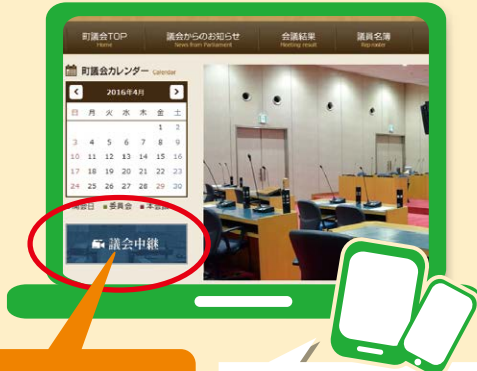 町議会TOP 議会からのお知らせ 会議結果 議員名簿
Home News from Parliament Meeting result Rep roster
町議会カレンダー Calendar
2016年4月
日 月 火 水 木 金 土
1 2
3 4 5 6 7 8 9
10 11 12 13 14 15 16
17 18 19 20 21 22 23
24 25 26 27 28 29 30
委員会
議会中継